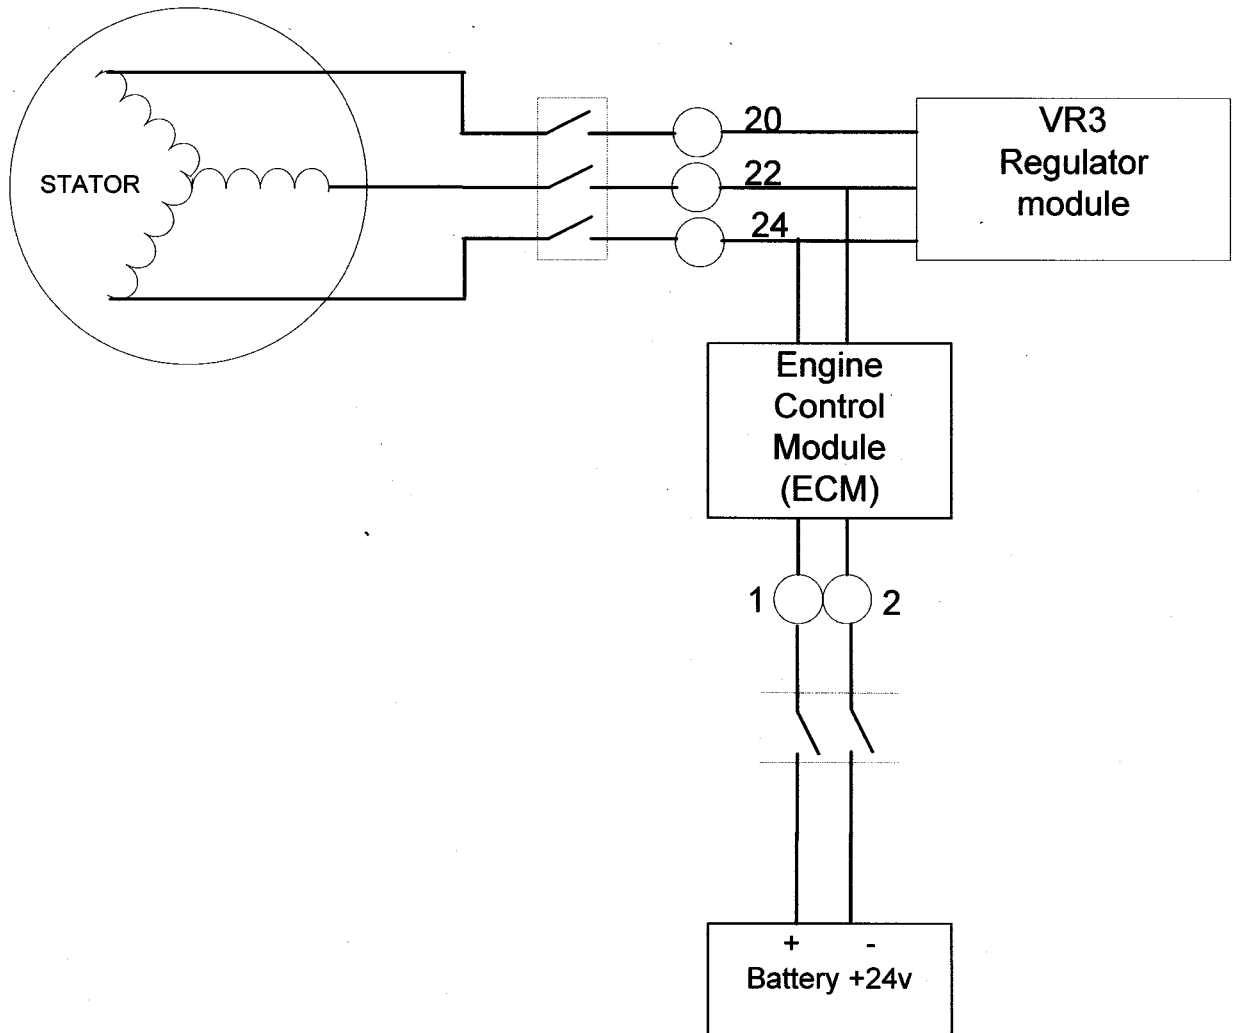 STATOR
20
22
24
VR3
Regulator
module
Engine
Control
Module
(ECM)
1
2
+ -
Battery +24v